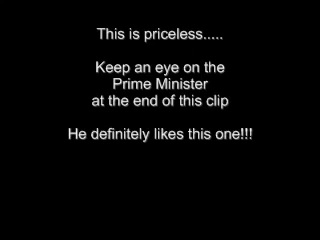 This is priceless.....
Keep an eye on the
Prime Minister
at the end of this clip
He definitely likes this one!!!